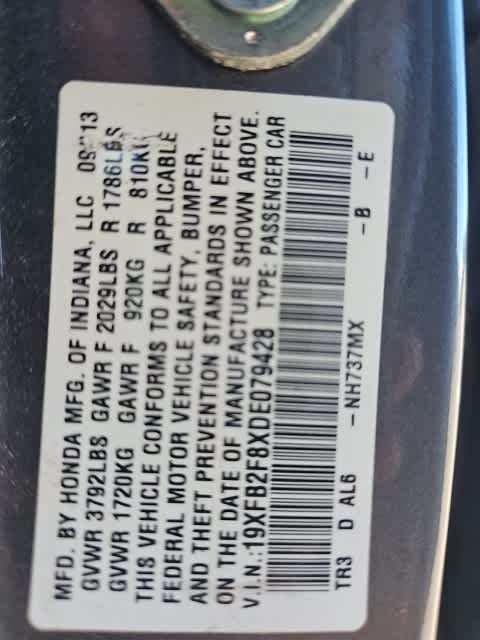 MFD. BY HONDA MFG. OF INDIANA, LLC
GVWR 3792LBS GAWR F 2029LBS R 1786LBS
GVWR 1720KG GAWR F 920KG R 810KG
THIS VEHICLE CONFORMS TO ALL APPLICABLE
FEDERAL MOTOR VEHICLE SAFETY, BUMPER,
AND THEFT PREVENTION STANDARDS IN EFFECT
ON THE DATE OF MANUFACTURE SHOWN ABOVE.
V.I.N.:19XFB2F8XDE079428 TYPE: PASSENGER CAR
TR3 D AL6 -NH737MX -B -E